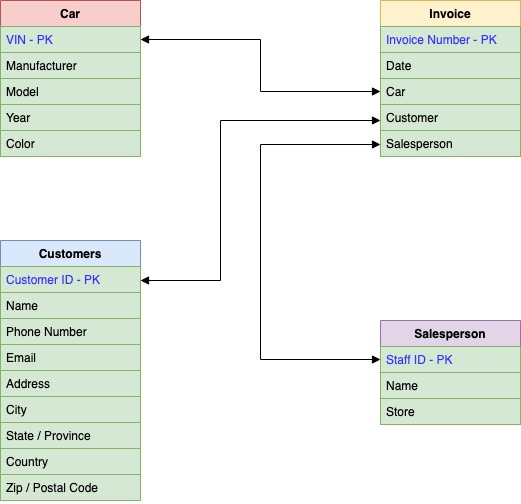 Car
VIN - PK
Manufacturer
Model
Year
Color
Invoice
Invoice Number - PK
Date
Car
Customer
Salesperson
Customers
Customer ID - PK
Name
Phone Number
Email
Address
City
State / Province
Country
Zip / Postal Code
Salesperson
Staff ID - PK
Name
Store